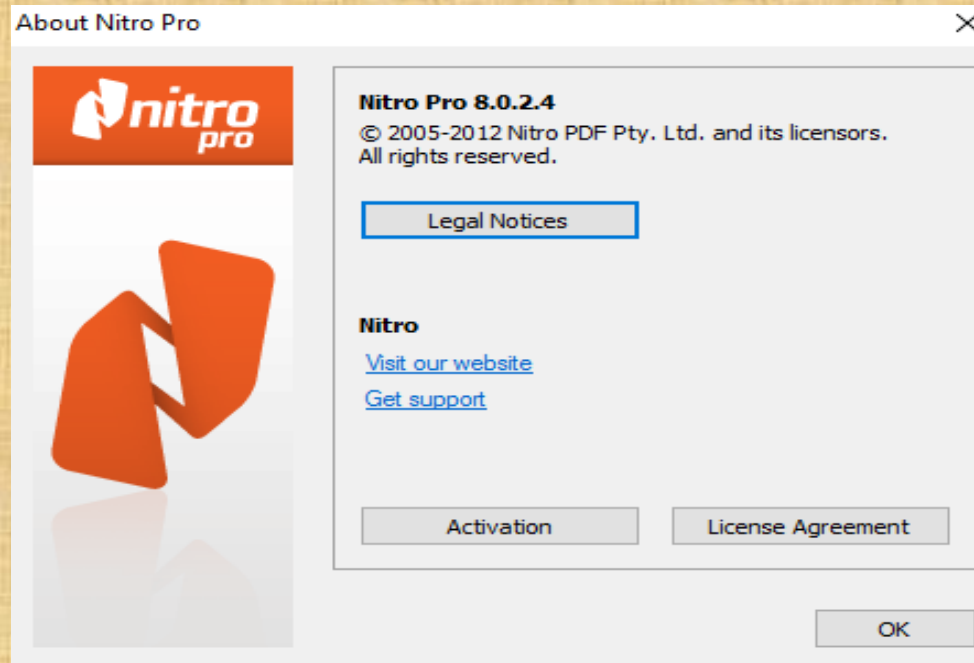 About Nitro Pro
nitro
pro
Nitro Pro 8.0.2.4
© 2005-2012 Nitro PDF Pty. Ltd. and its licensors.
All rights reserved.
Legal Notices
Nitro
Visit our website
Get support
Activation
License Agreement
OK